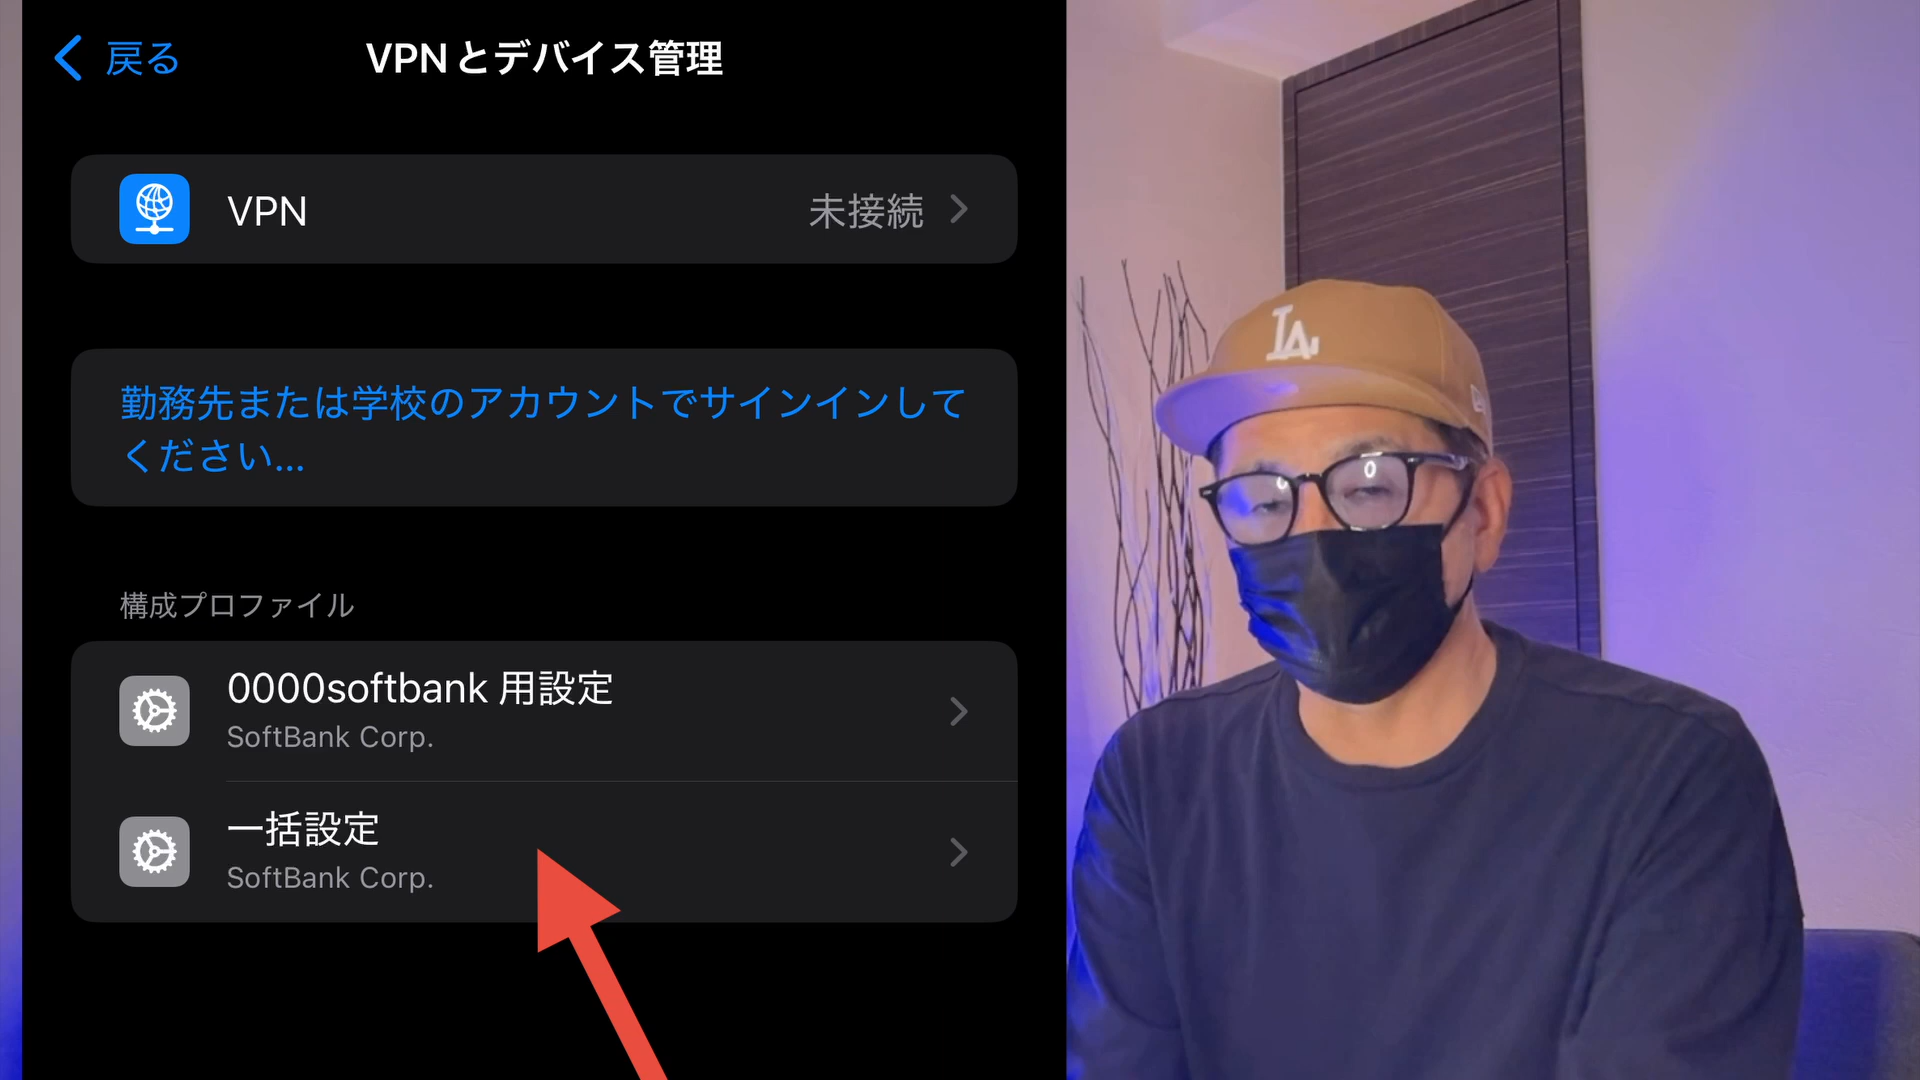 戻る
VPNとデバイス管理
VPN
未接続
勤務先または学校のアカウントでサインインして
ください...
構成プロファイル
0000softbank 用設定
SoftBank Corp.
一括設定
SoftBank Corp.
LA